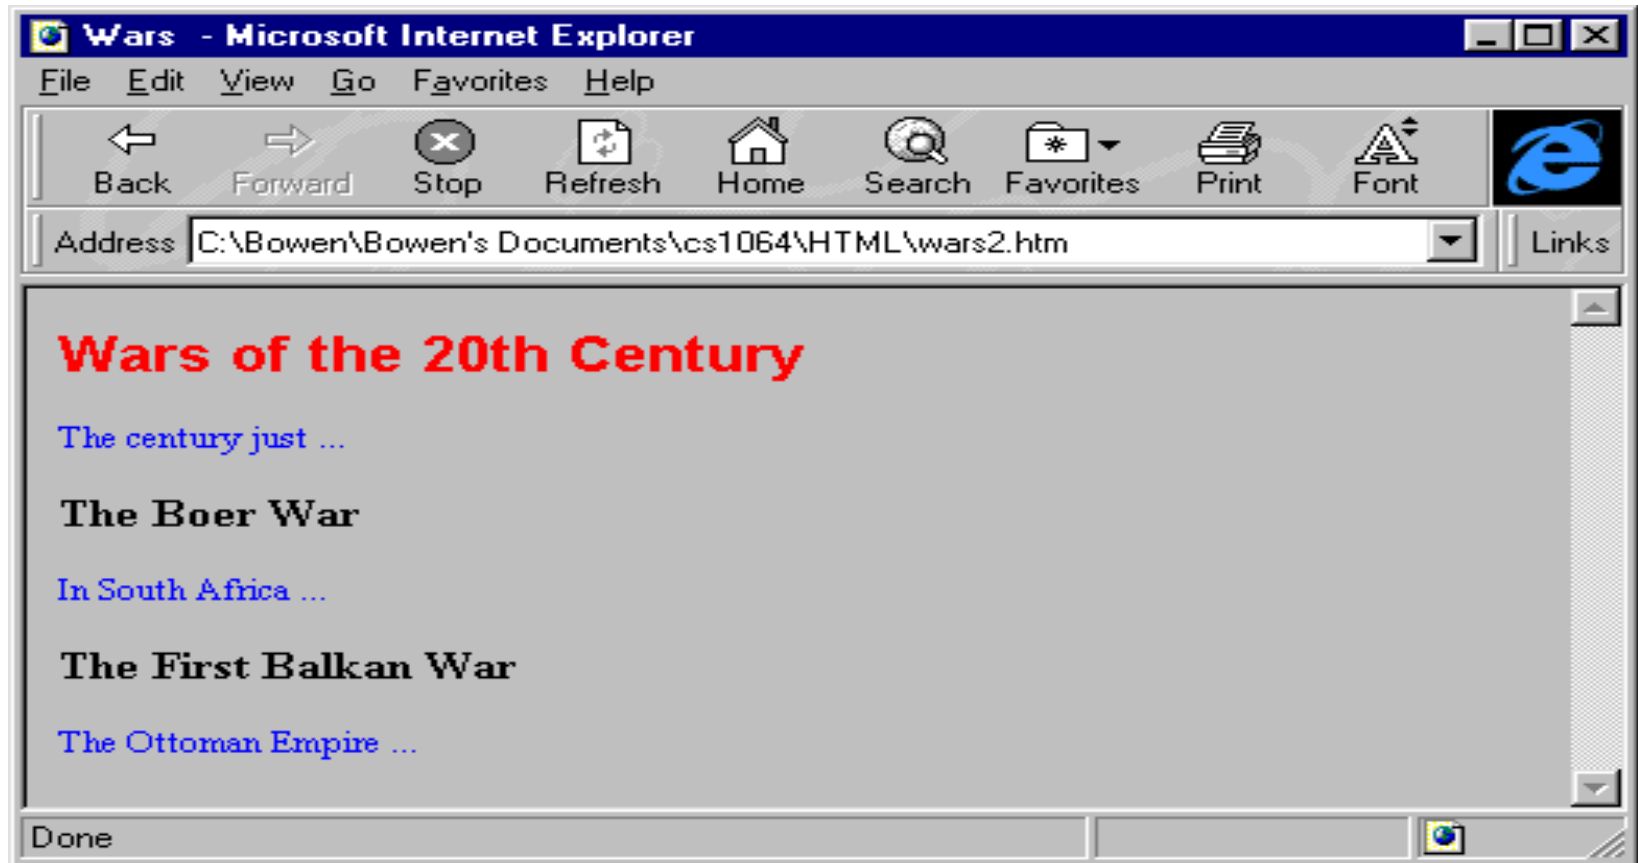 Wars - Microsoft Internet Explorer
File Edit View Go Favorites Help
Back Forward Stop Refresh Home Search Favorites Print Font
Address C:\Bowen\Bowen's Documents\cs1064\HTML\wars2.htm Links
Wars of the 20th Century
The century just ...
The Boer War
In South Africa ...
The First Balkan War
The Ottoman Empire ...
Done